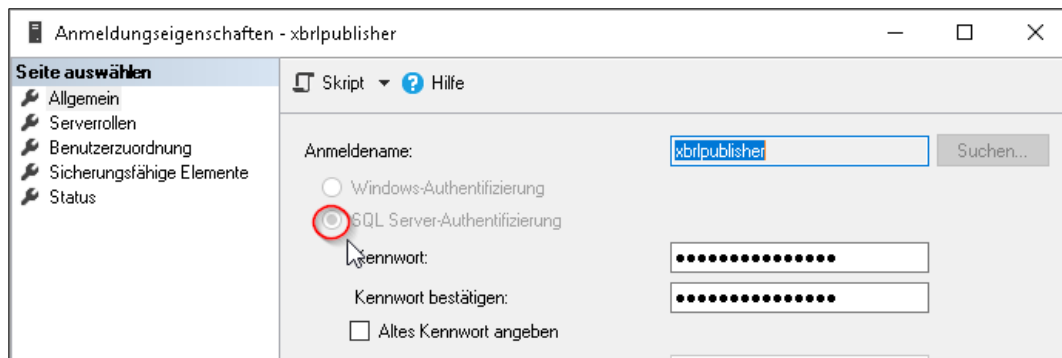 Anmeldungseigenschaften - xbrlpublisher
Seite auswählen
Allgemein
Serverrollen
Benutzerzuordnung
Sicherungsfähige Elemente
Status
Skript
Hilfe
Anmeldename:
xbrlpublisher
Suchen...
Windows-Authentifizierung
SQL Server-Authentifizierung
Kennwort:
●●●●●●●●●●●●●●●
Kennwort bestätigen:
●●●●●●●●●●●●●●●
Altes Kennwort angeben